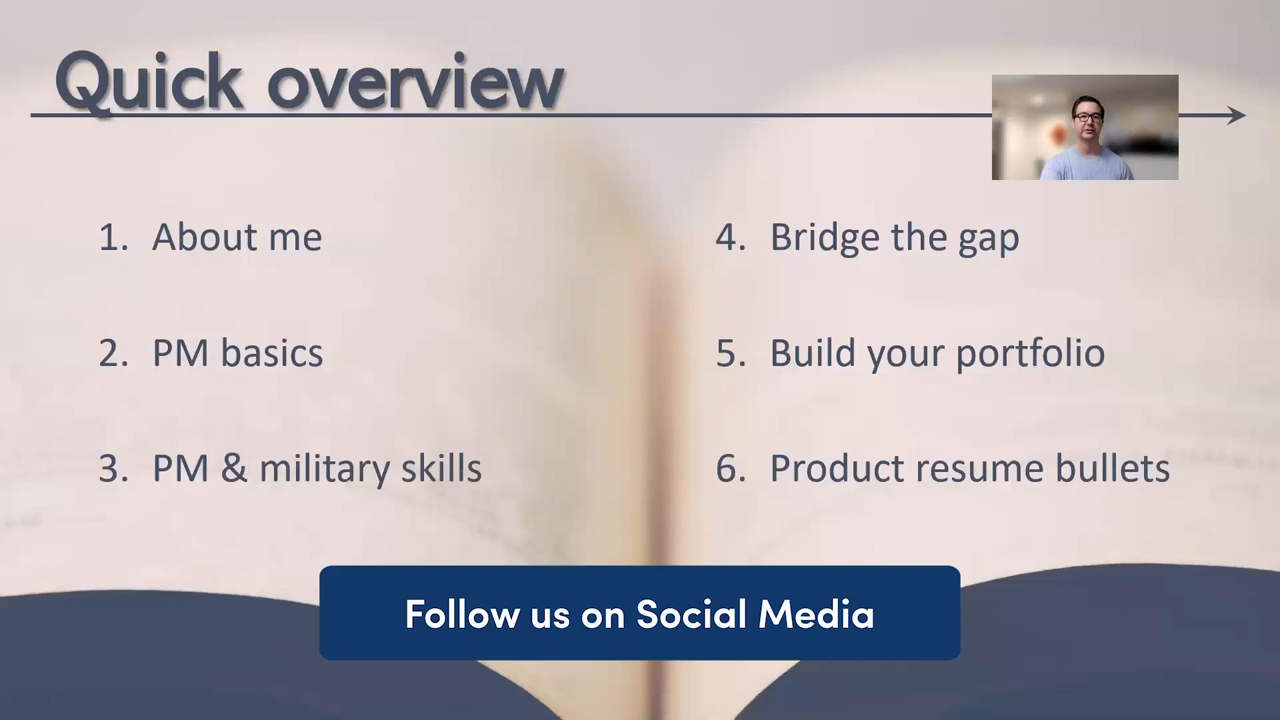 Quick overview
1. About me
2. PM basics
3. PM & military skills
4. Bridge the gap
5. Build your portfolio
6. Product resume bullets
Follow us on Social Media